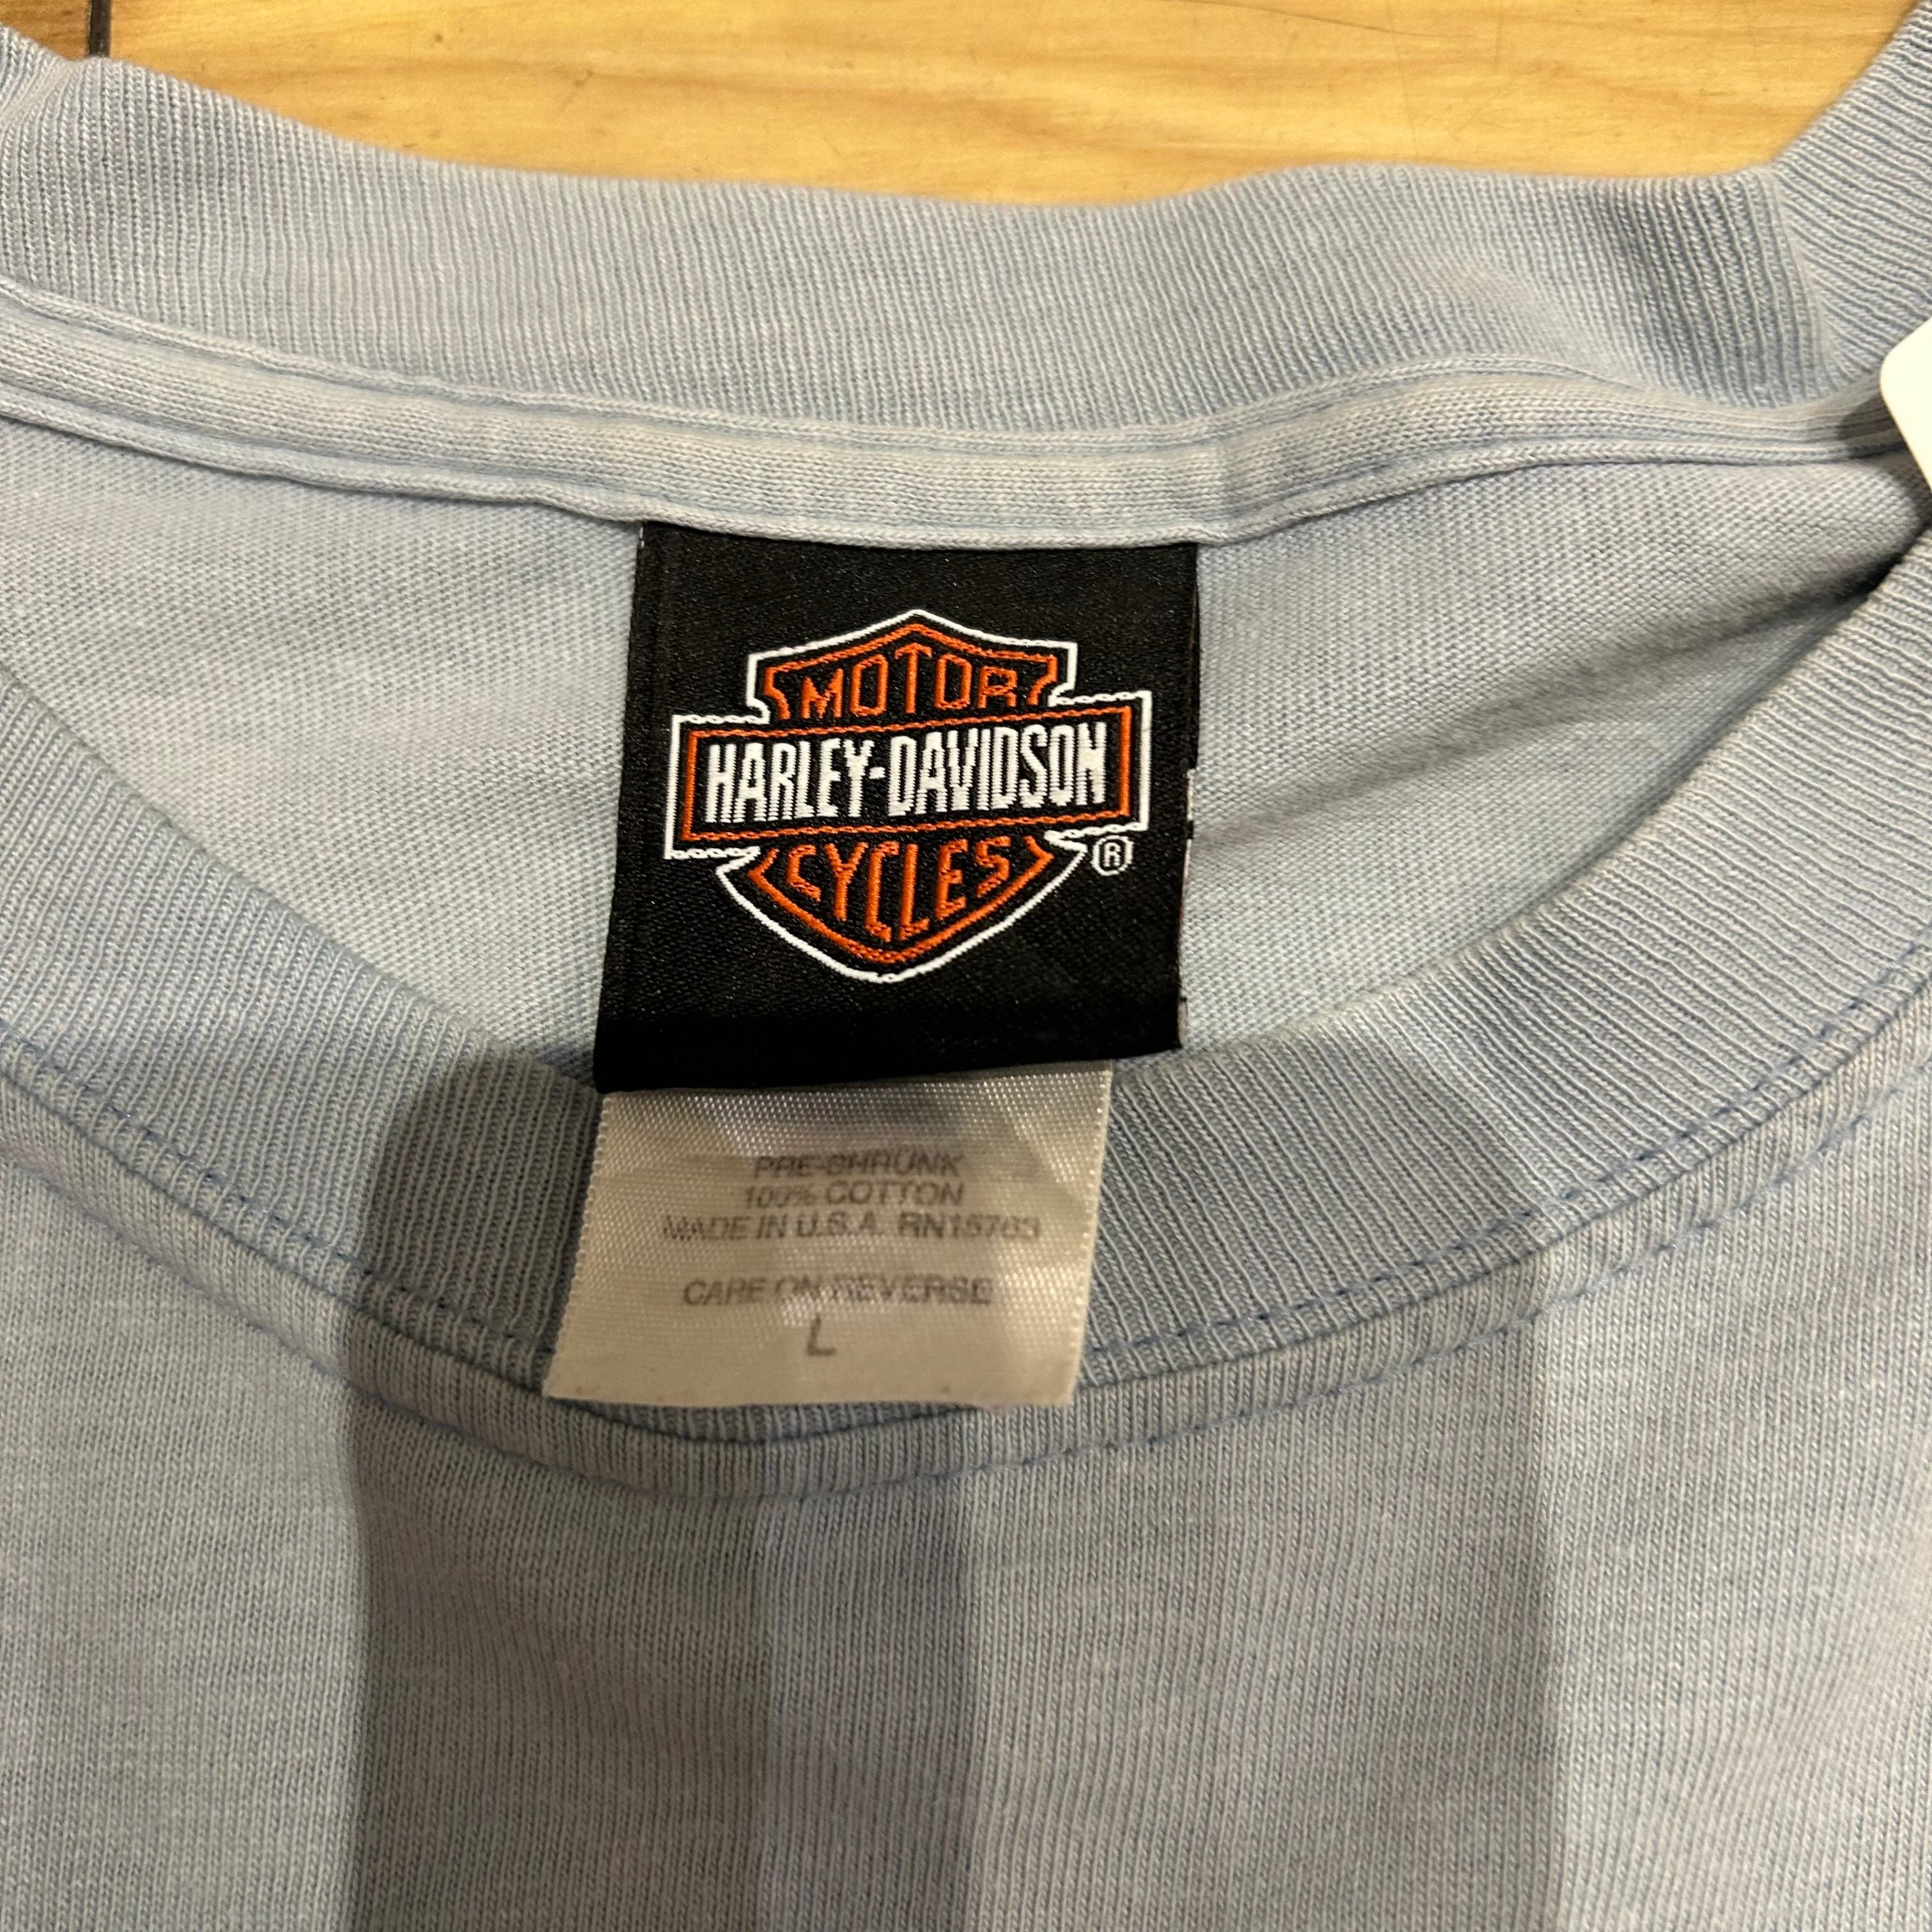 MOTOR
HARLEY-DAVIDSON
CYCLES ®
PRE-SHRUNK
100% COTTON
MADE IN U.S.A. RN15763
CARE ON REVERSE
L